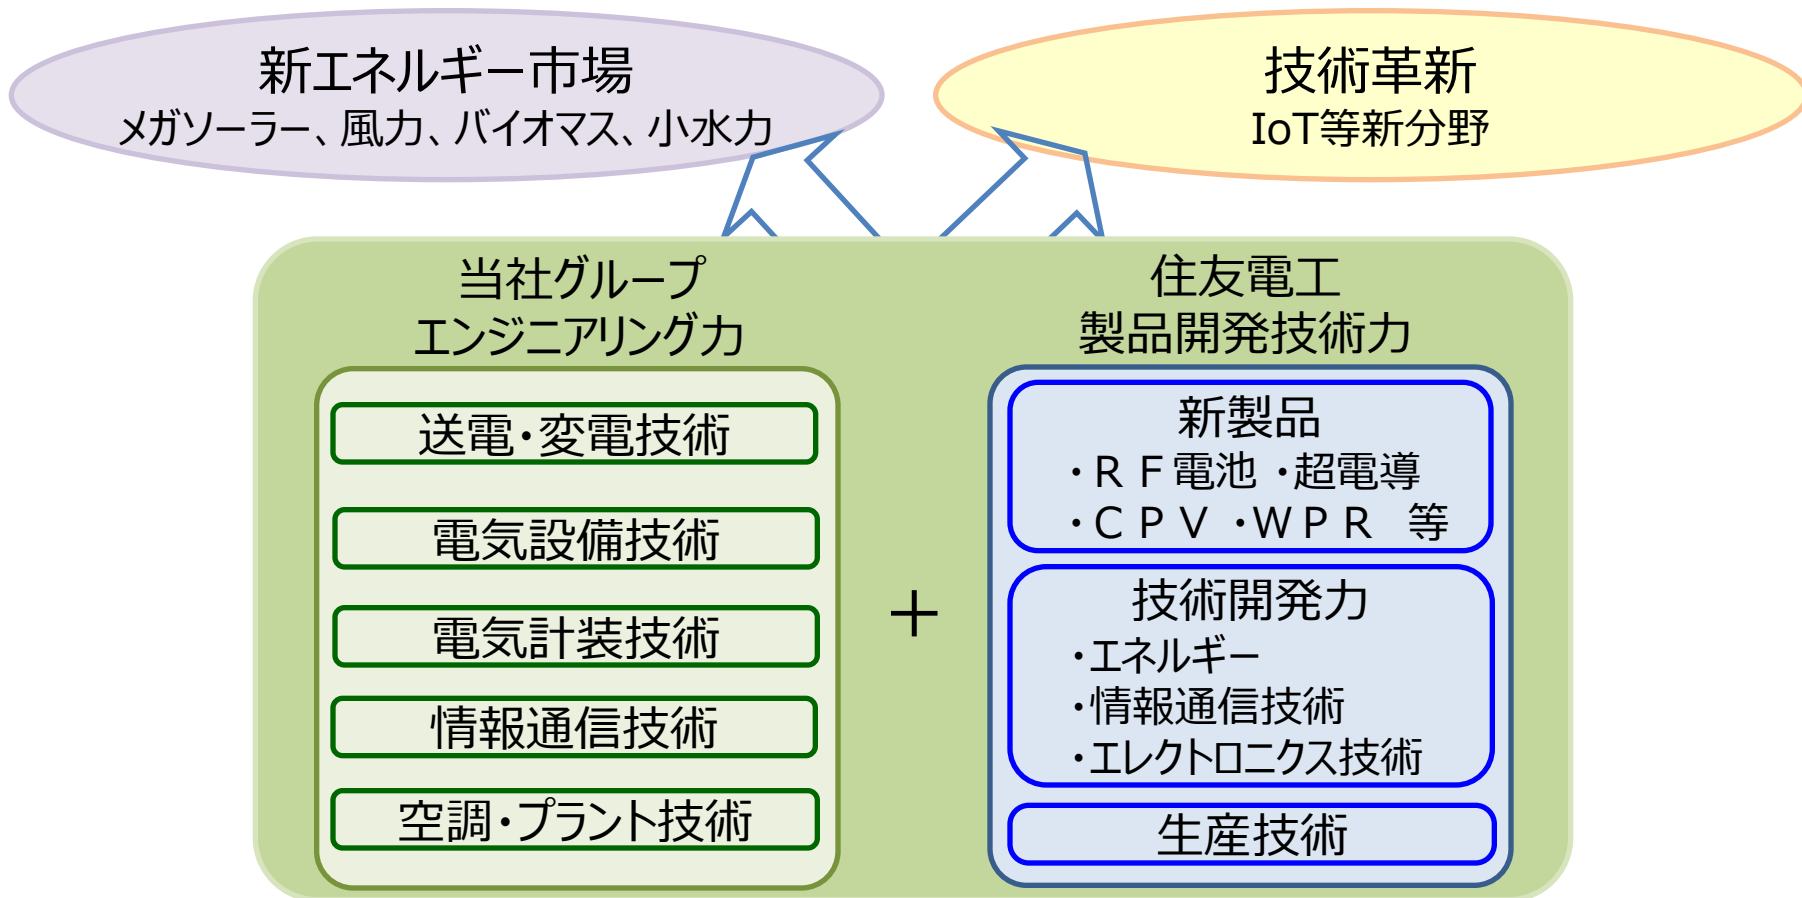 新エネルギー市場
メガソーラー、風力、バイオマス、小水力
技術革新
IoT等新分野
当社グループ
エンジニアリング力
送電・変電技術
電気設備技術
電気計装技術
情報通信技術
空調・プラント技術
＋
住友電工
製品開発技術力
新製品
・ＲＦ電池 ・超電導
・ＣＰＶ ・ＷＰＲ　等
技術開発力
・エネルギー
・情報通信技術
・エレクトロニクス技術
生産技術